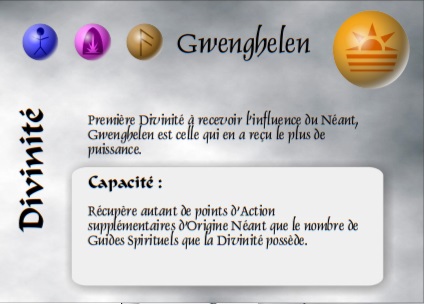 Gwenghelen
Divinité
Première Divinité à recevoir l'influence du Néant,
Gwenghelen est celle qui en a reçu le plus de
puissance.
Capacité :
Récupère autant de points d'Action
supplémentaires d'Origine Néant que le nombre de
Guides Spirituels que la Divinité possède.